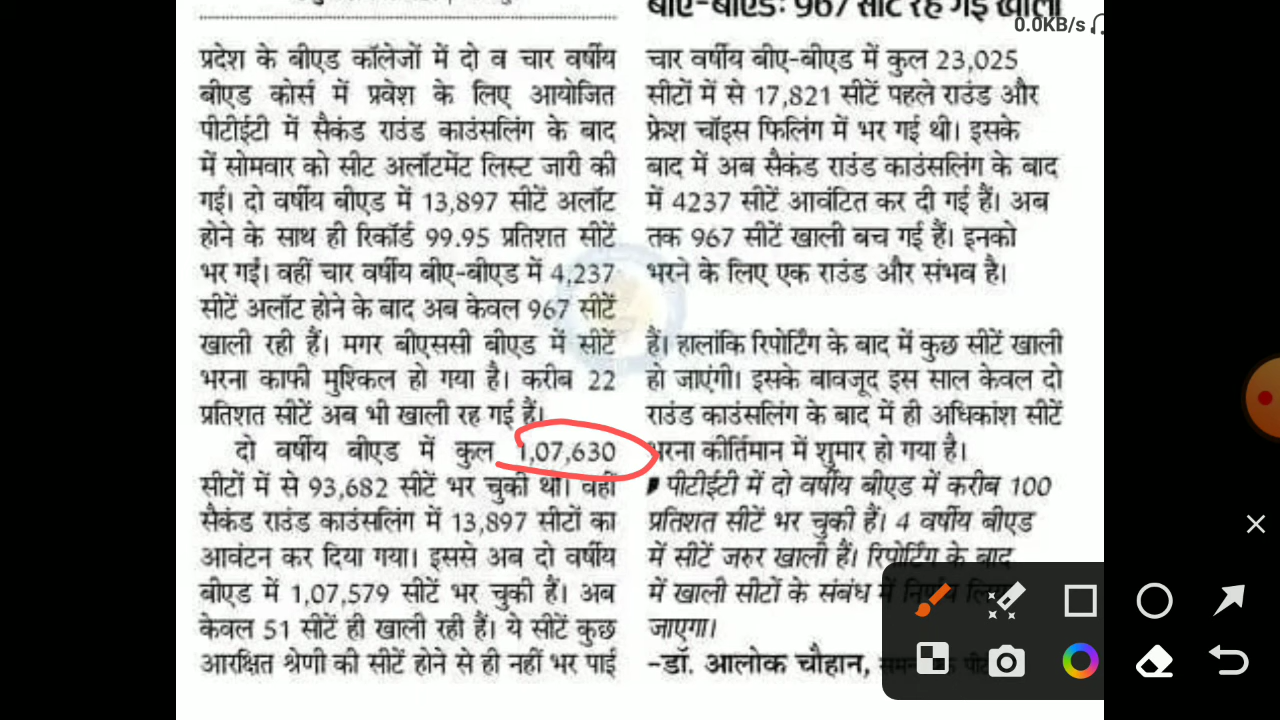 बीए-बीएडः 967 सीट रह गई खाली
0.0KB/s
प्रदेश के बीएड कॉलेजों में दो व चार वर्षीय
बीएड कोर्स में प्रवेश के लिए आयोजित
पीटीईटी में सैकंड राउंड काउंसलिंग के बाद
में सोमवार को सीट अलॉटमेंट लिस्ट जारी की
गई। दो वर्षीय बीएड में 13,897 सीटें अलॉट
होने के साथ ही रिकॉर्ड 99.95 प्रतिशत सीटें
भर गईं। वहीं चार वर्षीय बीए-बीएड में 4,237
सीटें अलॉट होने के बाद अब केवल 967 सीटें
खाली रही हैं। मगर बीएससी बीएड में सीटें
भरना काफी मुश्किल हो गया है। करीब 22
प्रतिशत सीटें अब भी खाली रह गई हैं।
दो वर्षीय बीएड में कुल 1,07,630
सीटों में से 93,682 सीटें भर चुकी थी। वहीं
सैकंड राउंड काउंसलिंग में 13,897 सीटों का
आवंटन कर दिया गया। इससे अब दो वर्षीय
बीएड में 1,07,579 सीटें भर चुकी हैं। अब
केवल 51 सीटें ही खाली रही हैं। ये सीटें कुछ
आरक्षित श्रेणी की सीटें होने से ही नहीं भर पाई
चार वर्षीय बीए-बीएड में कुल 23,025
सीटों में से 17,821 सीटें पहले राउंड और
फ्रेश चॉइस फिलिंग में भर गई थी। इसके
बाद में अब सैकंड राउंड काउंसलिंग के बाद
में 4237 सीटें आवंटित कर दी गई हैं। अब
तक 967 सीटें खाली बच गई हैं। इनको
भरने के लिए एक राउंड और संभव है।
हैं। हालांकि रिपोर्टिंग के बाद में कुछ सीटें खाली
हो जाएंगी। इसके बावजूद इस साल केवल दो
राउंड काउंसलिंग के बाद में ही अधिकांश सीटें
भरना कीर्तिमान में शुमार हो गया है।
पीटीईटी में दो वर्षीय बीएड में करीब 100
प्रतिशत सीटें भर चुकी हैं। 4 वर्षीय बीएड
में सीटें जरुर खाली हैं। रिपोर्टिंग के बाद
में खाली सीटों के संबंध में निर्णय लिया
जाएगा।
-डॉ. आलोक चौहान,